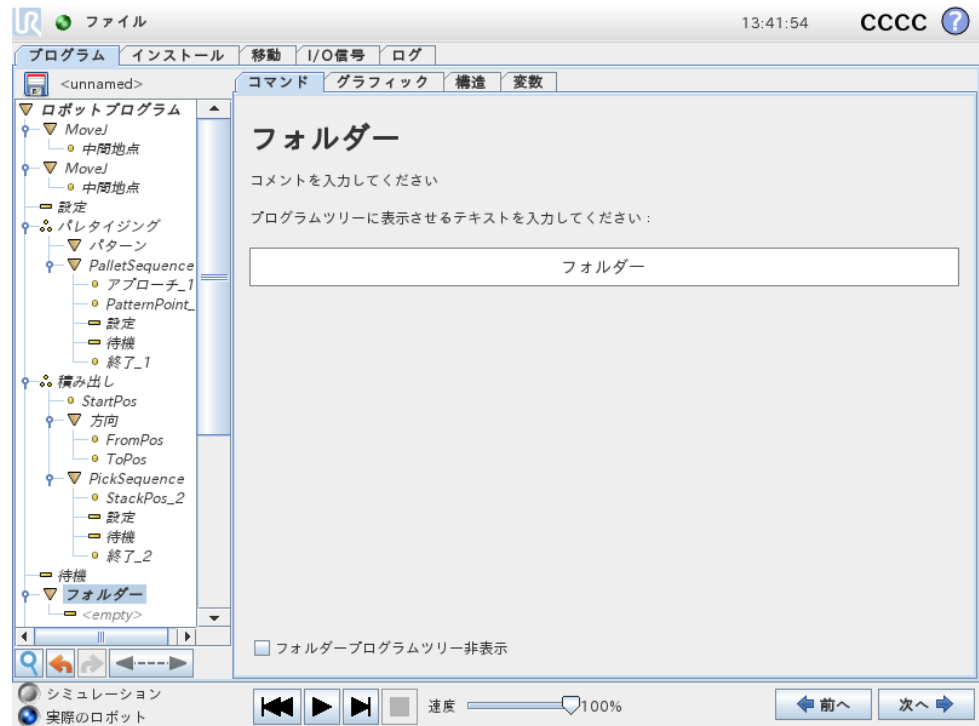 UR ファイル 13:41:54 CCCC ?
プログラム インストール 移動 I/O信号 ログ
<unnamed>
コマンド グラフィック 構造 変数
ロボットプログラム
MoveJ
中間地点
MoveJ
中間地点
設定
パレタイジング
パターン
PalletSequence
アプローチ_1
PatternPoint_
設定
待機
終了_1
積み出し
StartPos
方向
FromPos
ToPos
PickSequence
StackPos_2
設定
待機
終了_2
待機
フォルダー
<empty>
フォルダー
コメントを入力してください
プログラムツリーに表示させるテキストを入力してください:
フォルダー
フォルダープログラムツリー非表示
シミュレーション
実際のロボット
速度 100%
前へ 次へ